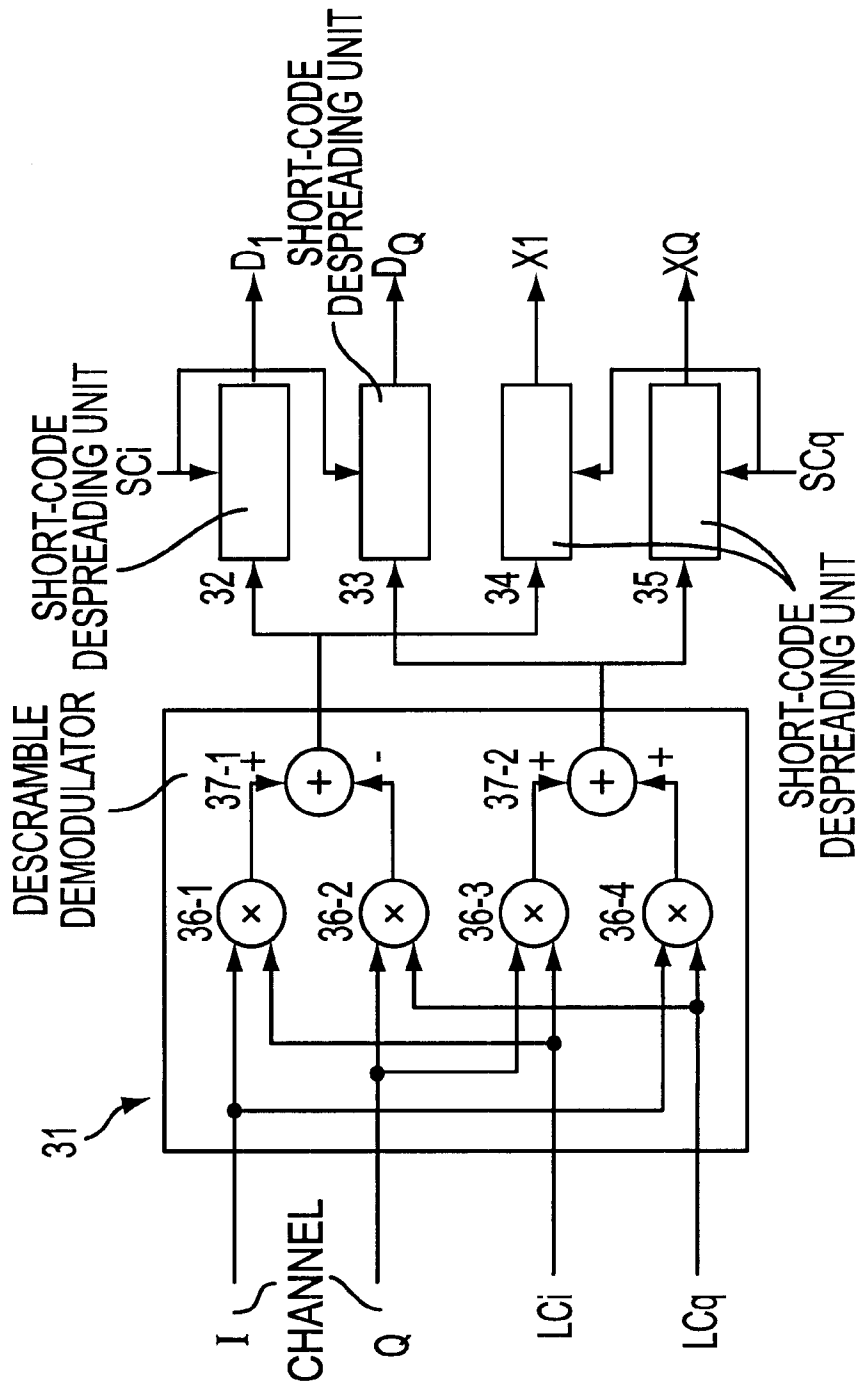 DESCRAMBLE
DEMODULATOR
31
SHORT-CODE
DESPREADING UNIT
SCi
SHORT-CODE
DESPREADING UNIT
I
CHANNEL
Q
LCi
LCq
36-1
×
36-2
×
36-3
×
36-4
×
37-1
+
+
-
37-2
+
+
+
32
33
34
35
D1
DQ
X1
XQ
SCq
SHORT-CODE
DESPREADING UNIT